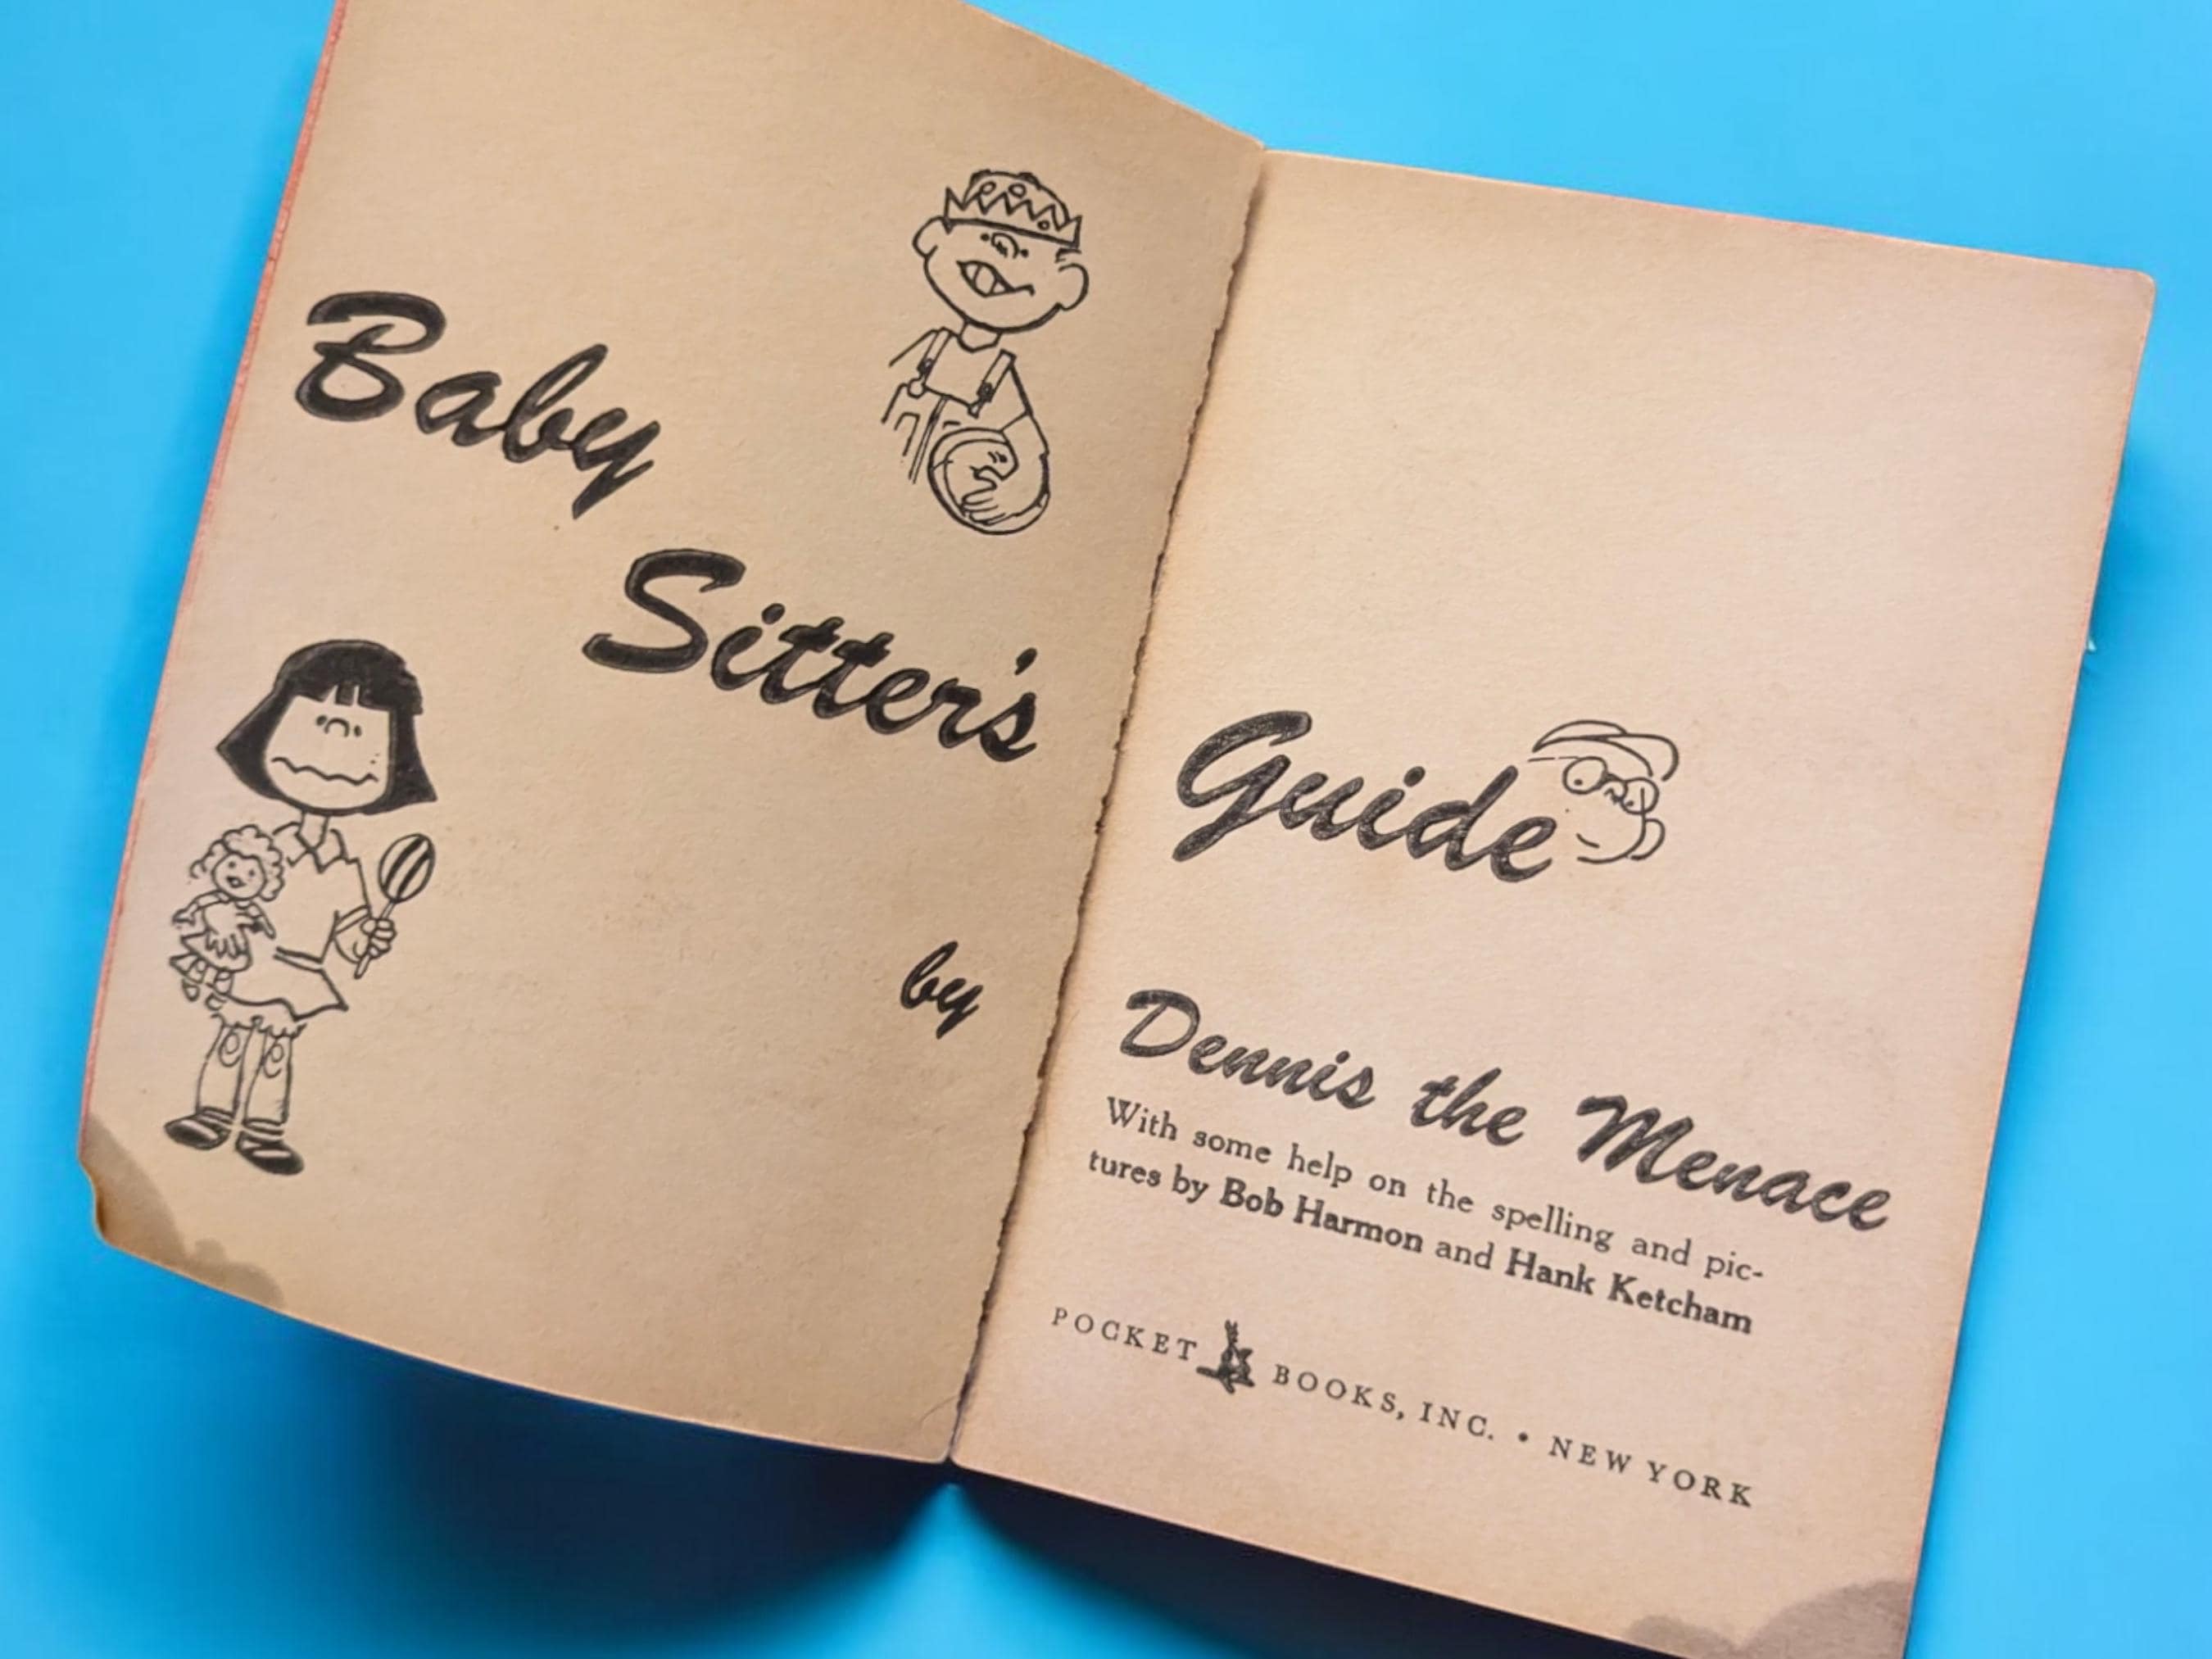 Baby
Sitter's
by
Guide
Dennis the Menace
With some help on the spelling and pic-
tures by Bob Harmon and Hank Ketcham
POCKET BOOKS, INC. • NEW YORK